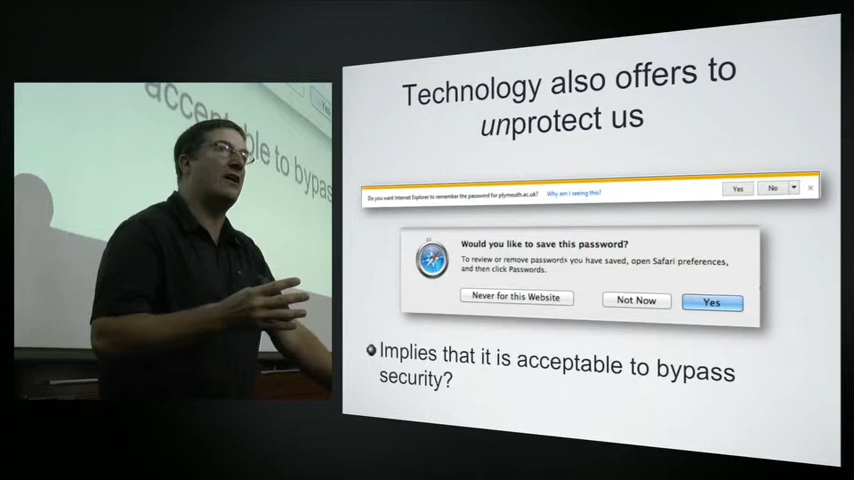 acceptable to bypas
Yes
Technology also offers to
unprotect us
Do you want Internet Explorer to remember the password for plymouth.ac.uk? Why am I seeing this?
Yes
No
Would you like to save this password?
To review or remove passwords you have saved, open Safari preferences,
and then click Passwords.
Never for this Website
Not Now
Yes
Implies that it is acceptable to bypass
security?